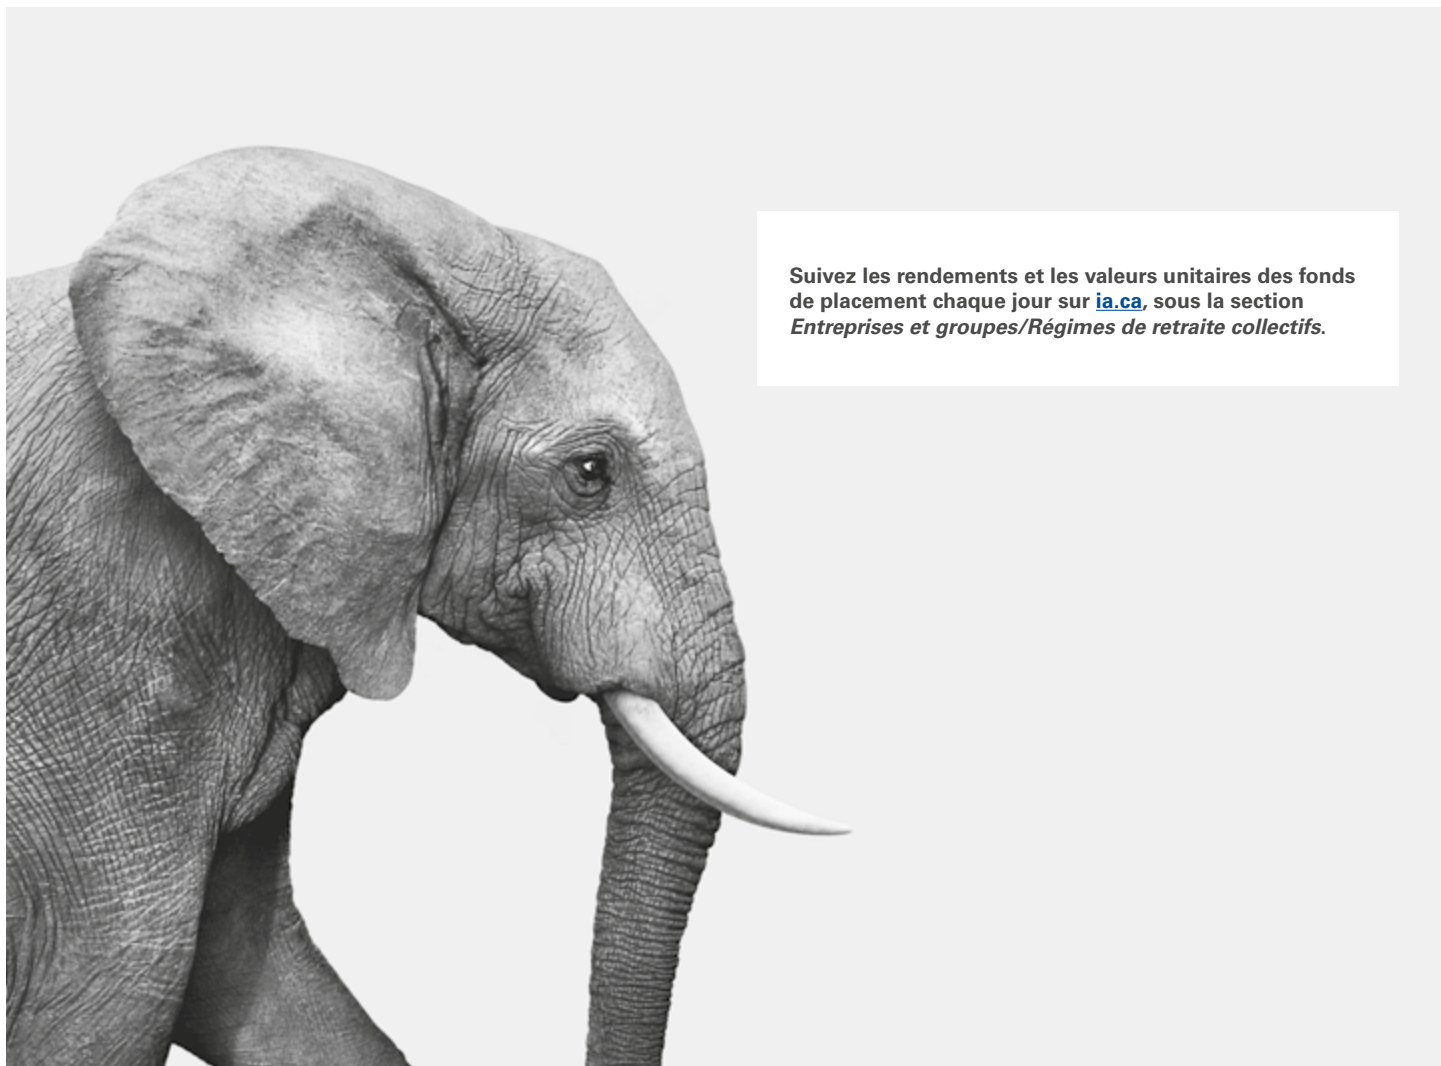 Suivez les rendements et les valeurs unitaires des fonds
de placement chaque jour sur ia.ca, sous la section
Entreprises et groupes/Régimes de retraite collectifs.